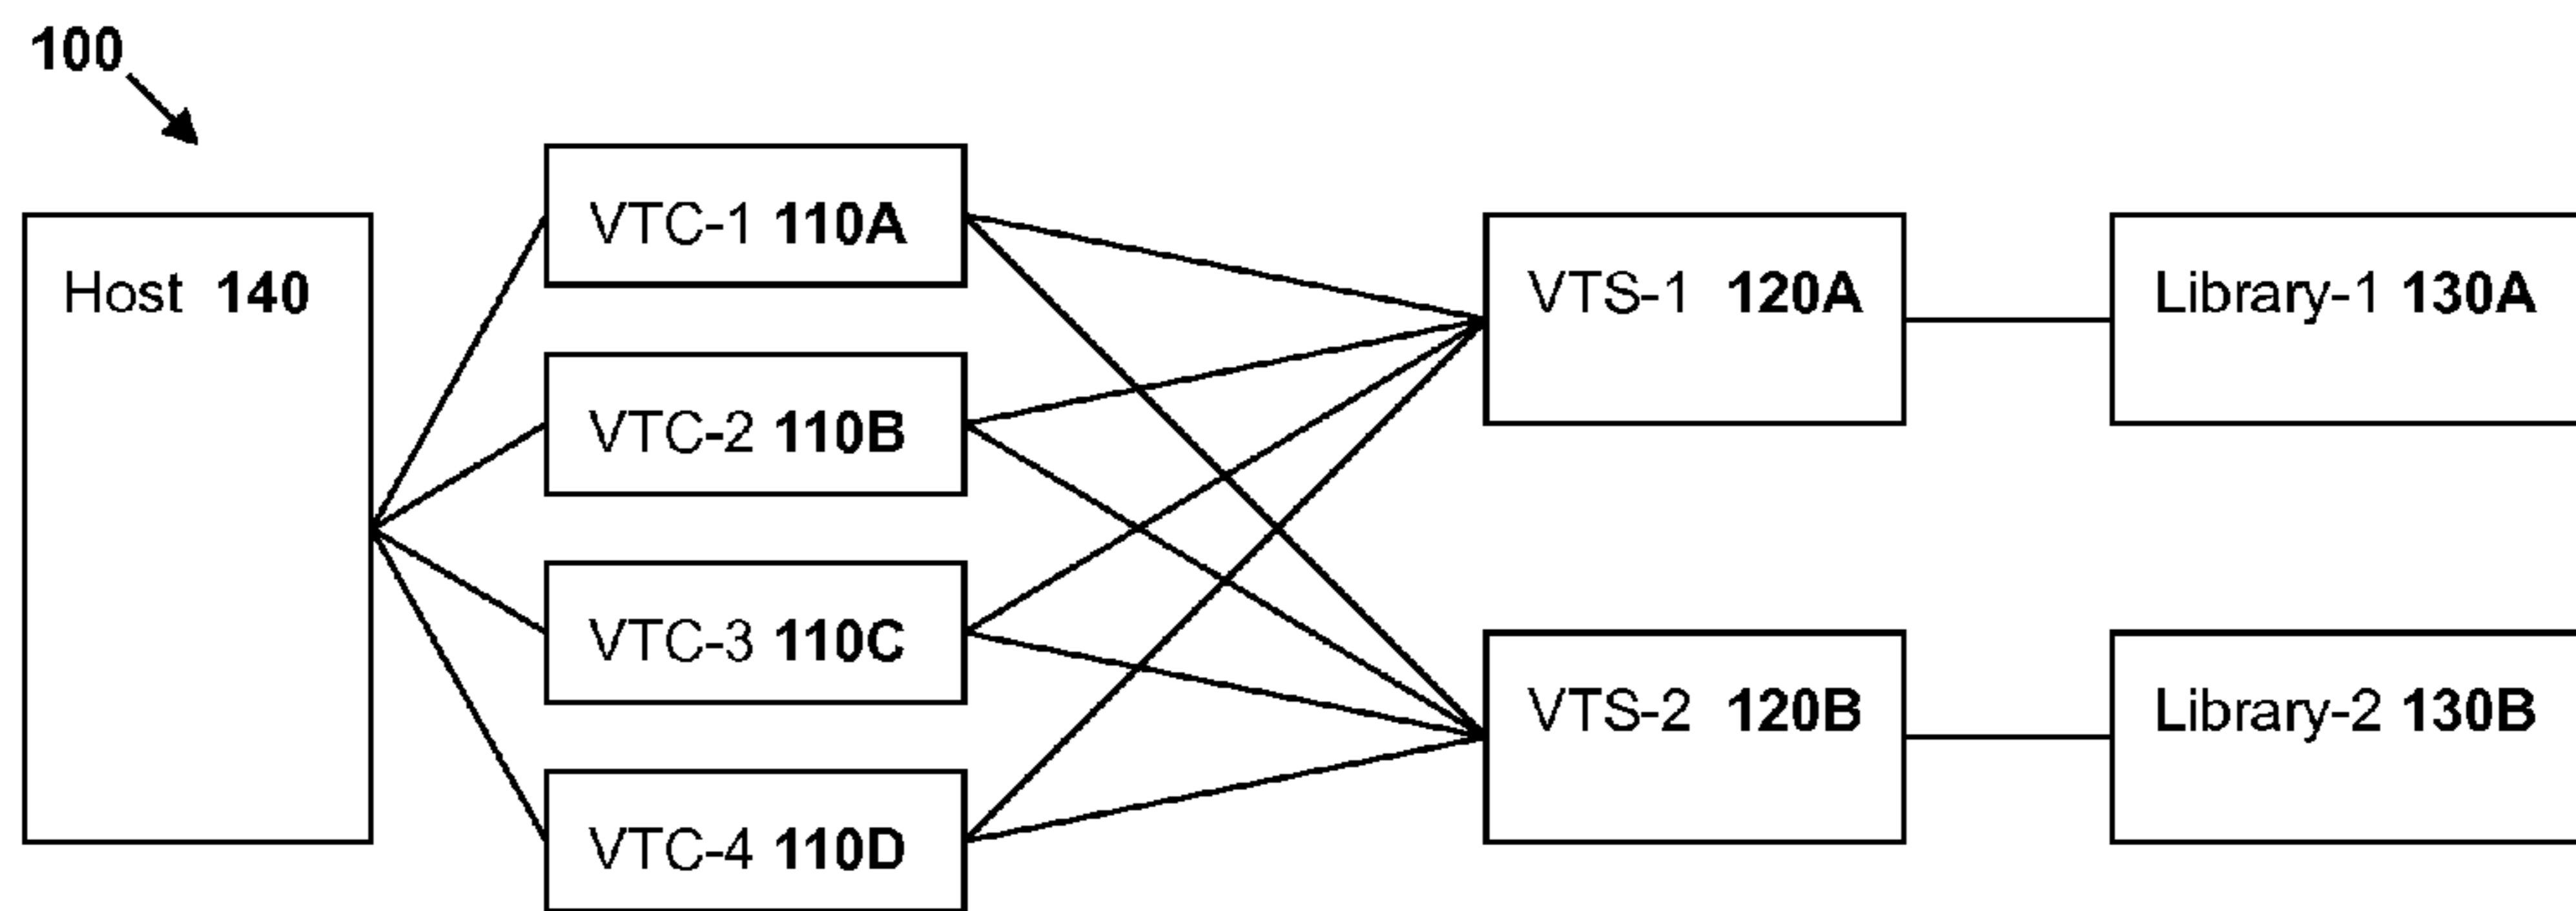 100
Host 140
VTC-1 110A
VTC-2 110B
VTC-3 110C
VTC-4 110D
VTS-1 120A
VTS-2 120B
Library-1 130A
Library-2 130B